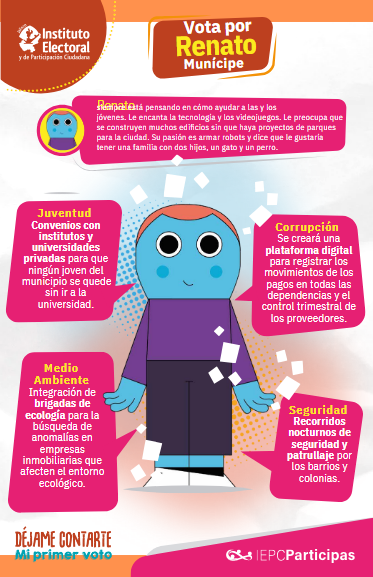 Instituto
Electoral
y de Participación Ciudadana
Vota por
Renato
Munícipe
Renato
siempre está pensando en cómo ayudar a las y los
jóvenes. Le encanta la tecnología y los videojuegos. Le preocupa que
se construyen muchos edificios sin que haya proyectos de parques
para la ciudad. Su pasión es armar robots y dice que le gustaría
tener una familia con dos hijos, un gato y un perro.
Juventud
Convenios con
institutos y
universidades
privadas para que
ningún joven del
municipio se quede
sin ir a la
universidad.
Corrupción
Se creará una
plataforma digital
para registrar los
movimientos de los
pagos en todas las
dependencias y el
control trimestral de
los proveedores.
Medio
Ambiente
Integración de
brigadas de
ecología para la
búsqueda de
anomalías en
empresas
inmobiliarias que
afecten el entorno
ecológico.
Seguridad
Recorridos
nocturnos de
seguridad y
patrullaje por
los barrios y
colonias.
DÉJAME CONTARTE
Mi primer voto
IEPCParticipas